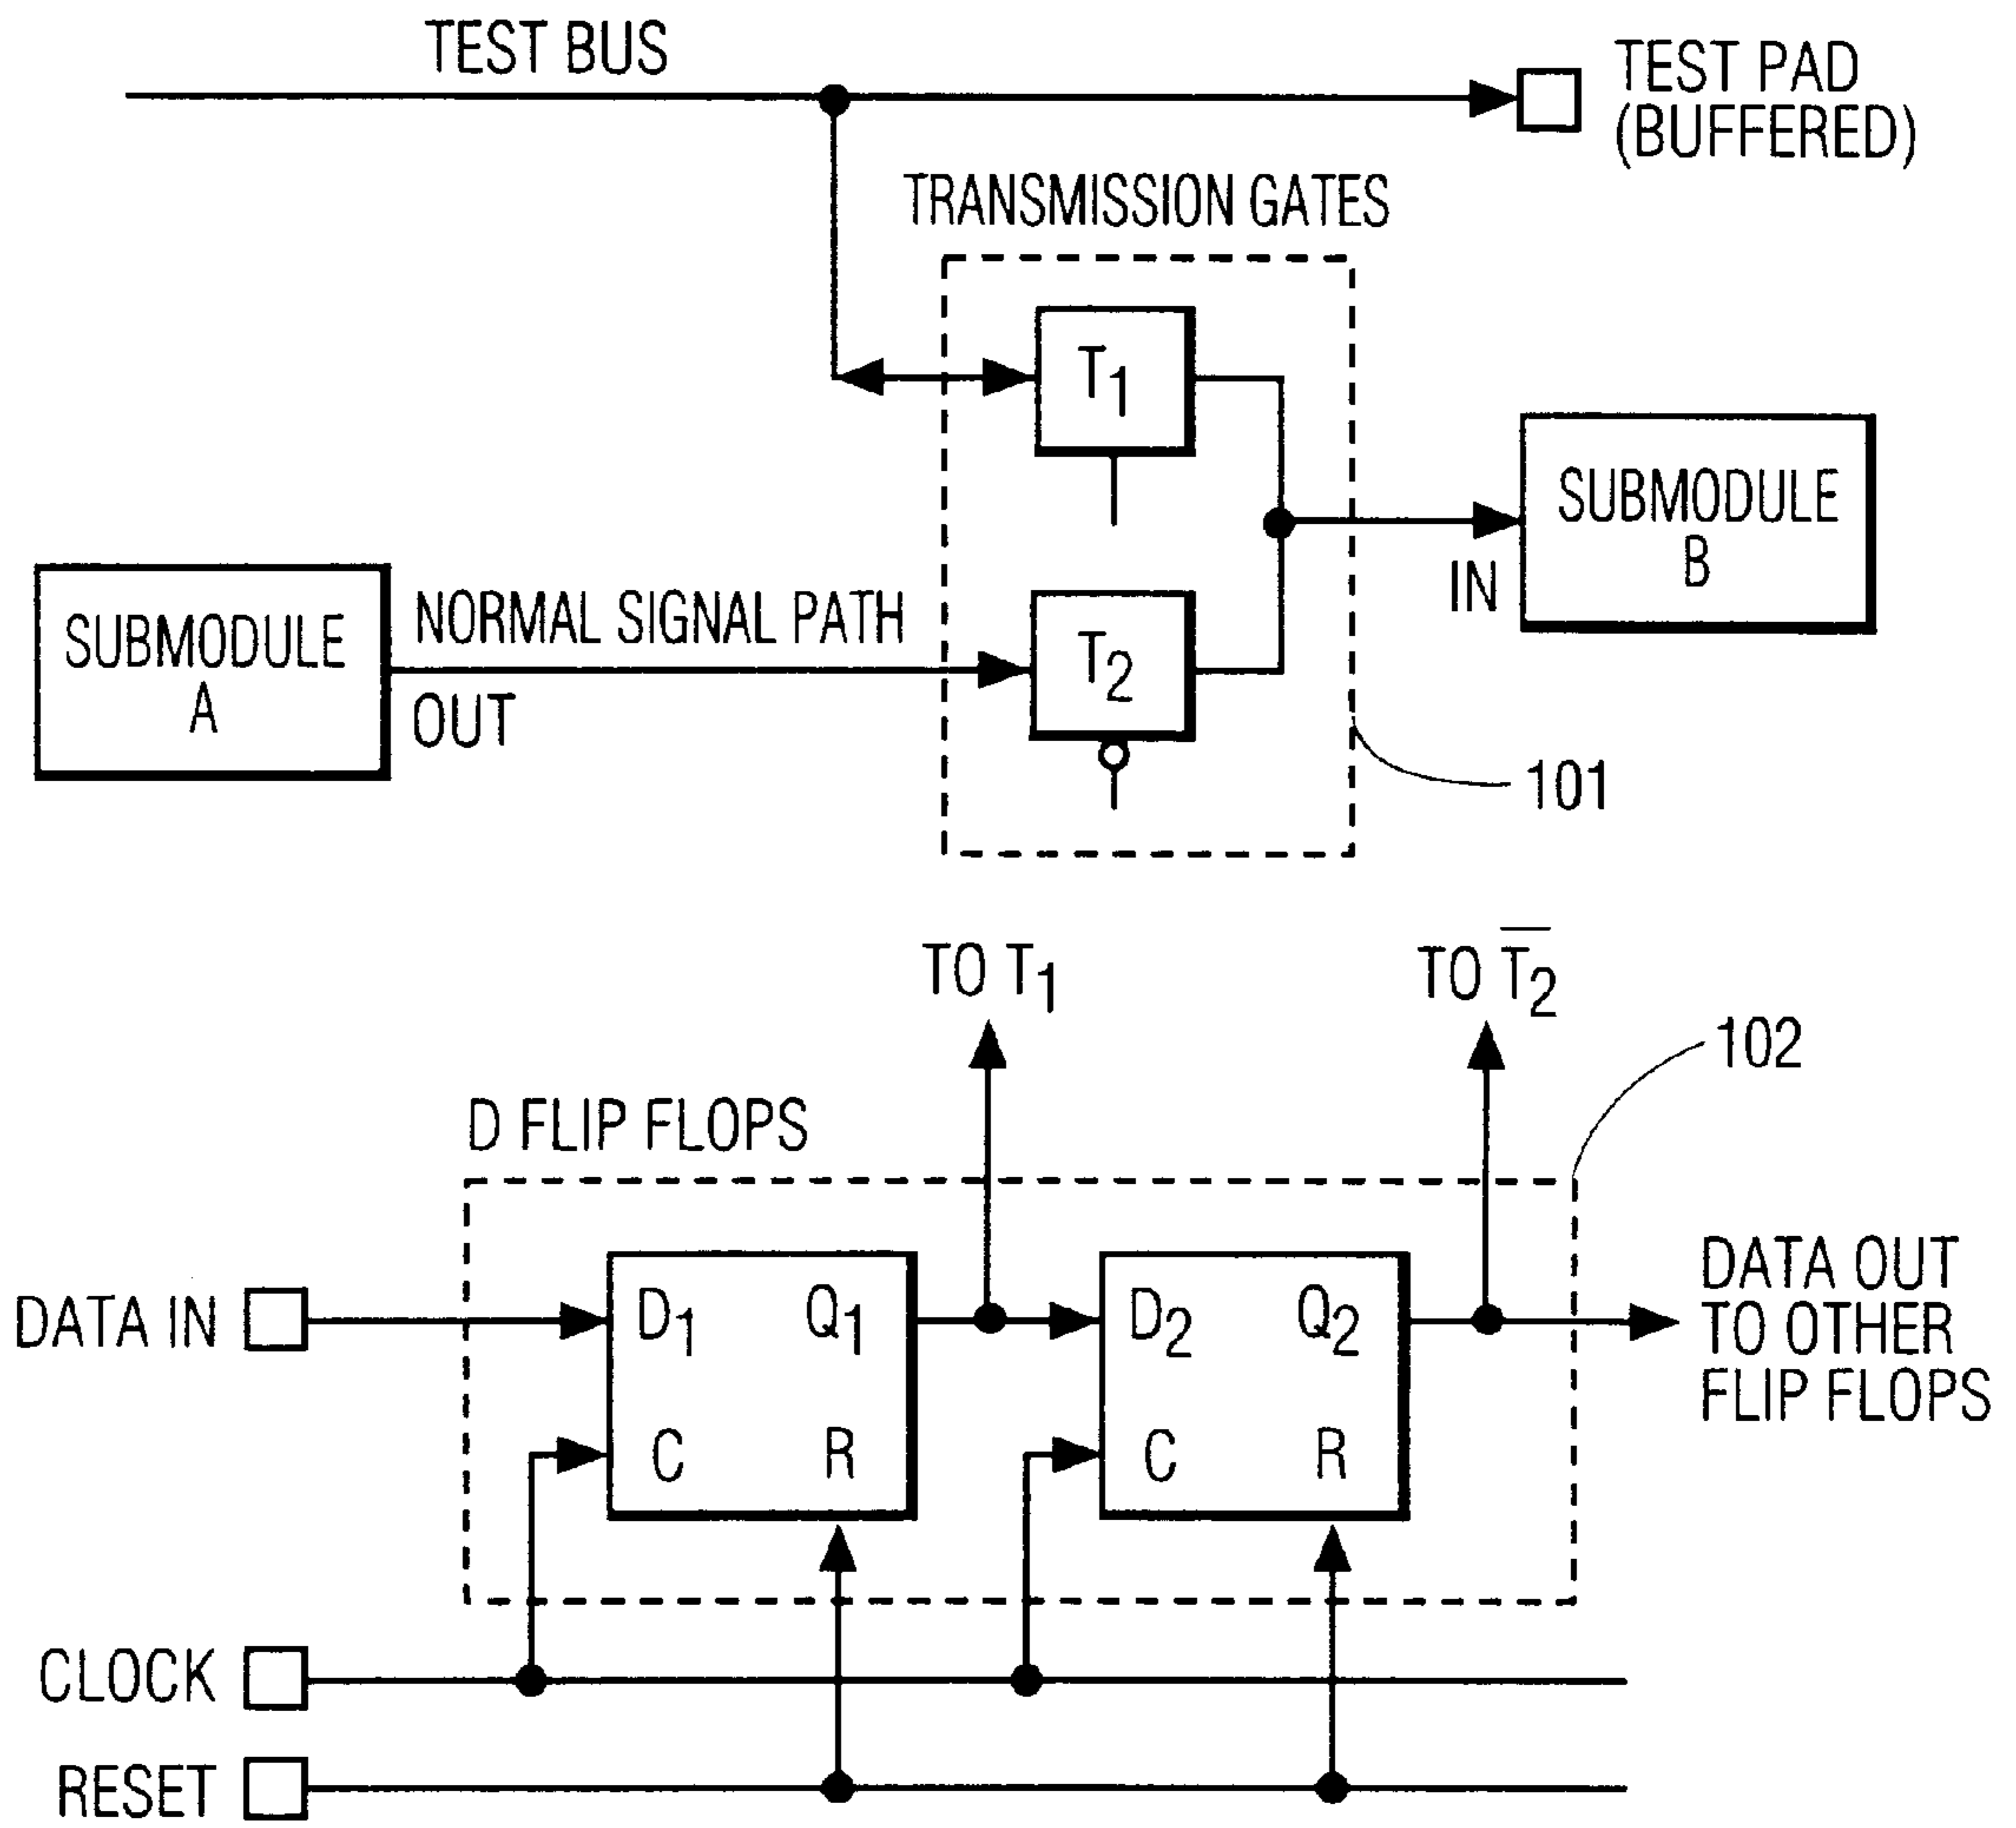 TEST BUS
TEST PAD
(BUFFERED)
TRANSMISSION GATES
T1
SUBMODULE
B
IN
NORMAL SIGNAL PATH
SUBMODULE
A
OUT
T2
101
TO T1
TO T̅2
102
D FLIP FLOPS
DATA IN
D1
Q1
C
R
D2
Q2
C
R
DATA OUT
TO OTHER
FLIP FLOPS
CLOCK
RESET